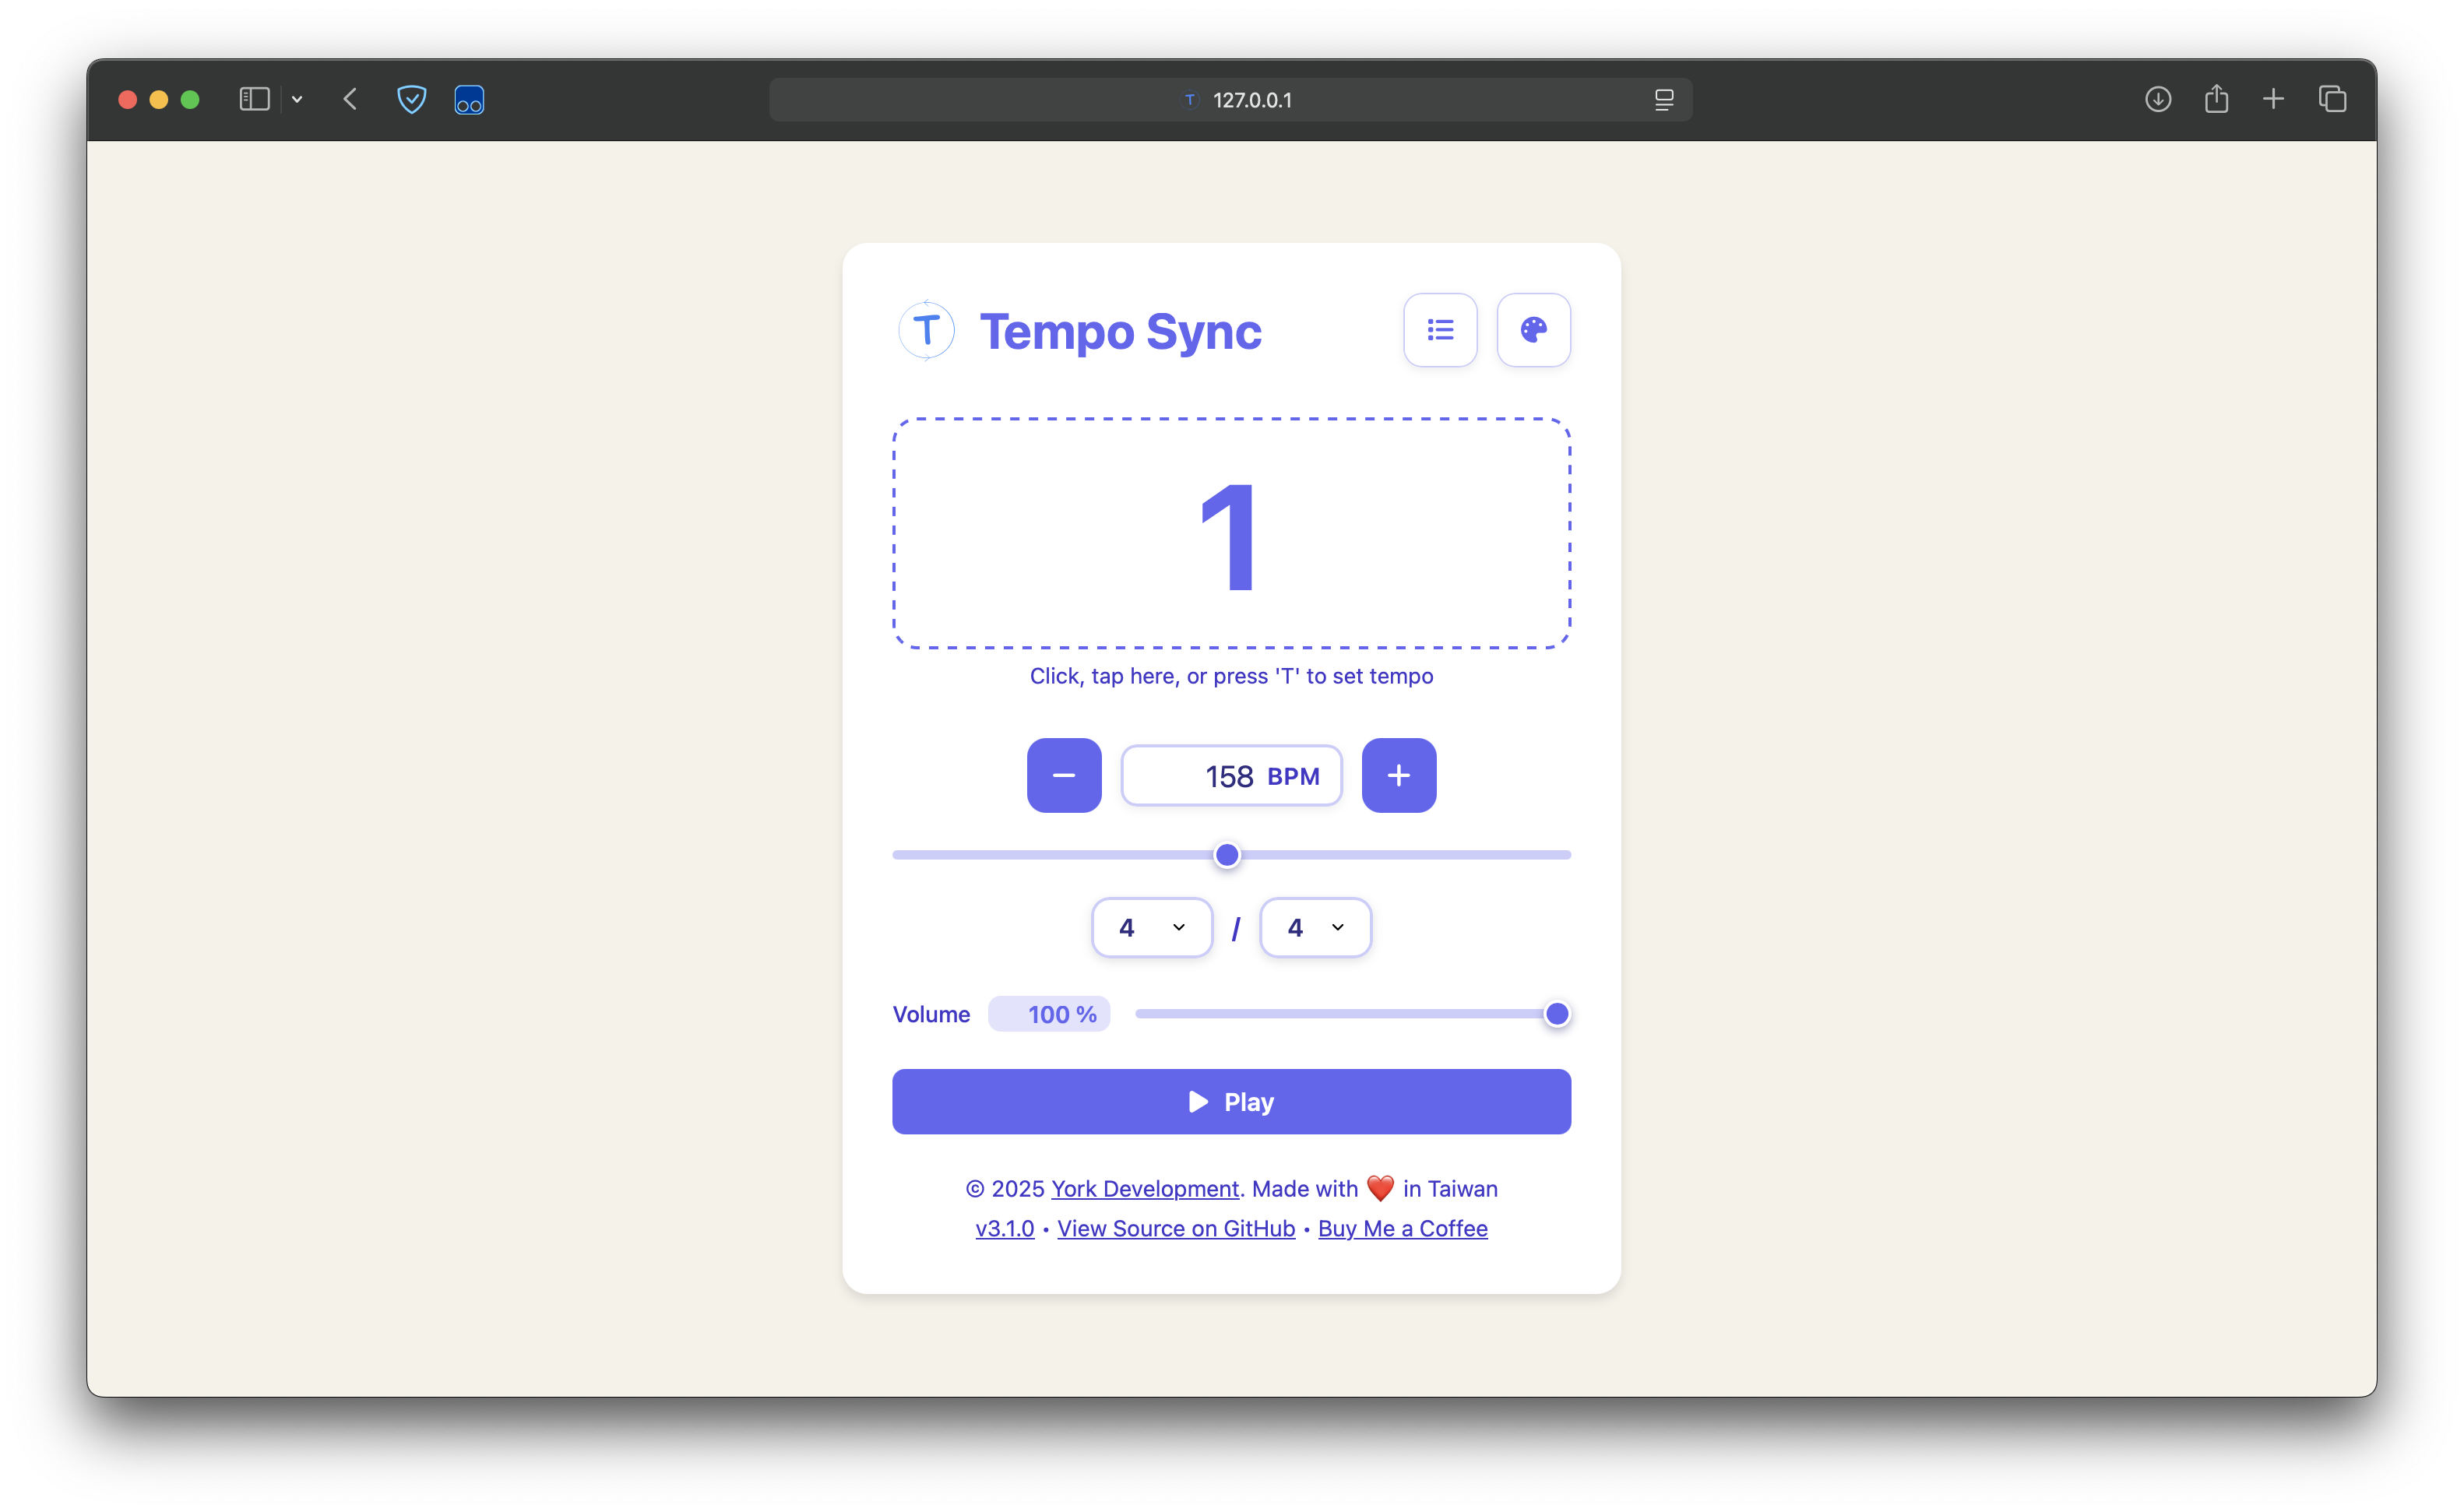 T 127.0.0.1
T Tempo Sync
1
Click, tap here, or press 'T' to set tempo
158 BPM
4 / 4
Volume 100 %
Play
© 2025 York Development. Made with ❤️ in Taiwan
v3.1.0 • View Source on GitHub • Buy Me a Coffee